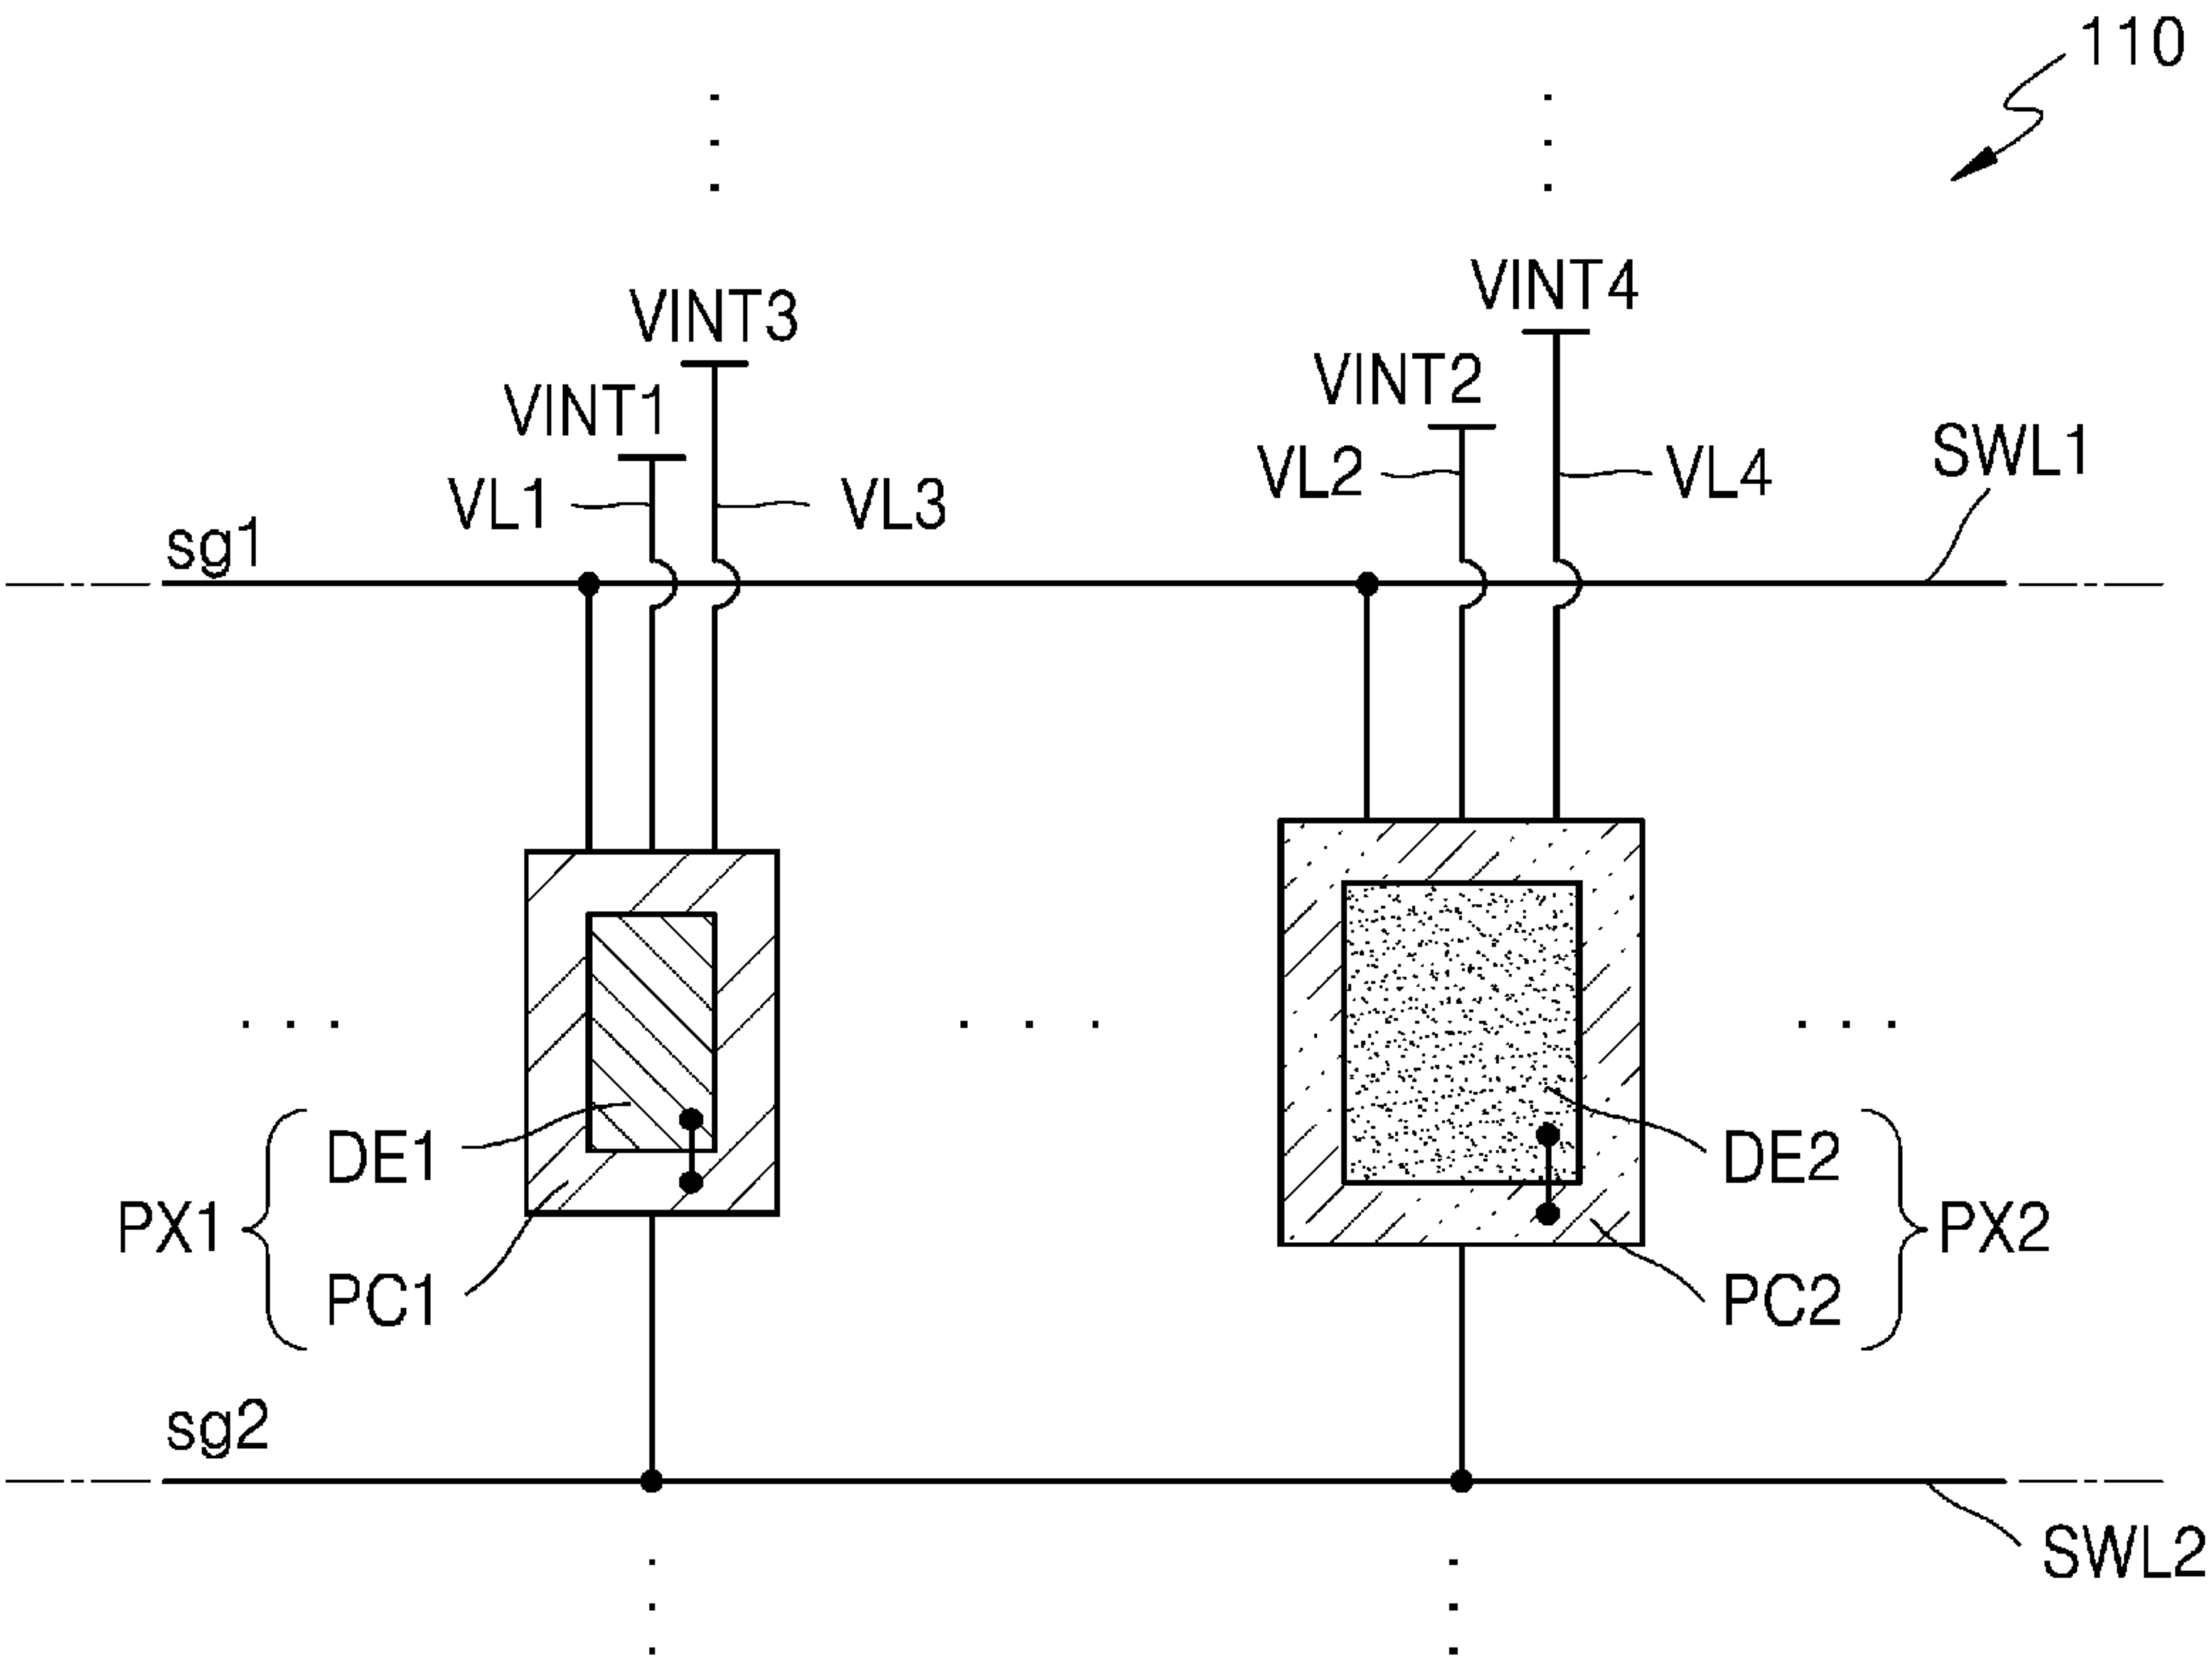 110
VINT4
VINT3
VINT2
VINT1
SWL1
VL2
VL4
VL1
VL3
sg1
DE1
DE2
PX1
PX2
PC1
PC2
sg2
SWL2